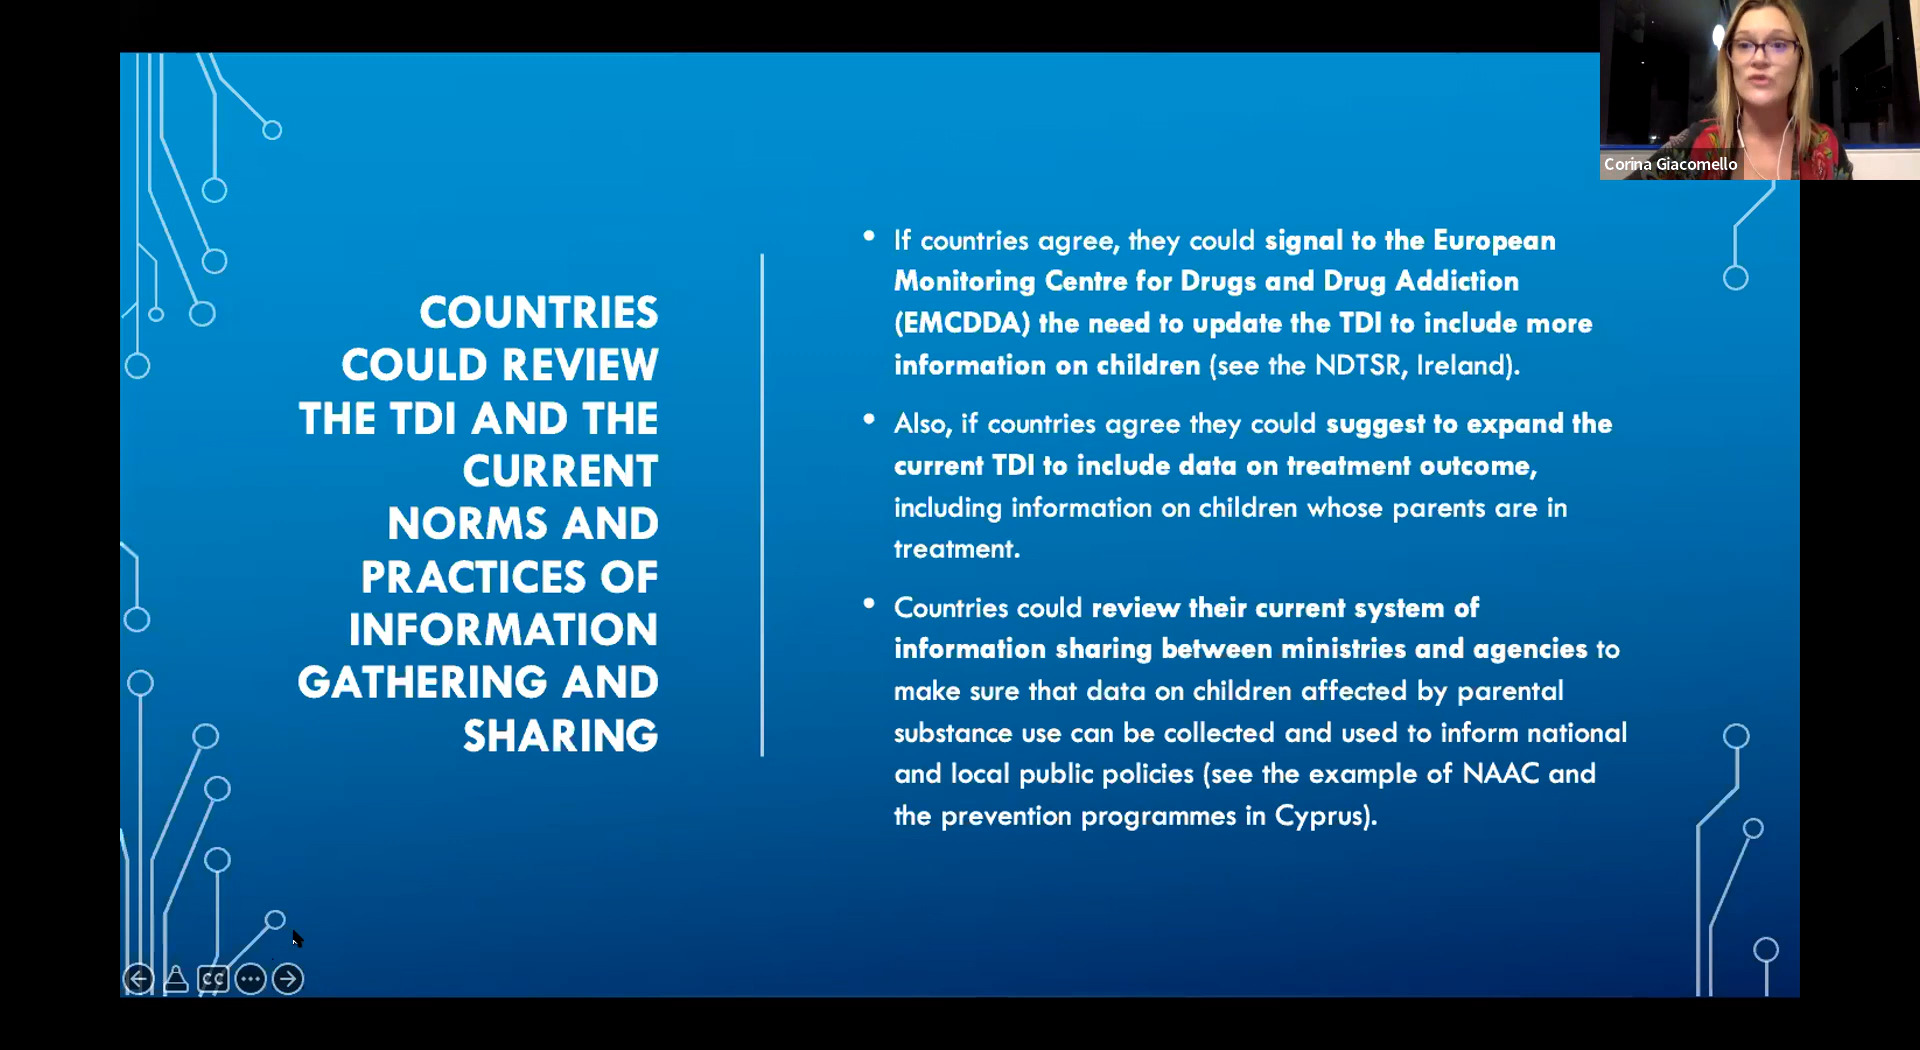 Corina Giacomello
COUNTRIES
COULD REVIEW
THE TDI AND THE
CURRENT
NORMS AND
PRACTICES OF
INFORMATION
GATHERING AND
SHARING
• If countries agree, they could signal to the European
Monitoring Centre for Drugs and Drug Addiction
(EMCDDA) the need to update the TDI to include more
information on children (see the NDTSR, Ireland).
• Also, if countries agree they could suggest to expand the
current TDI to include data on treatment outcome,
including information on children whose parents are in
treatment.
• Countries could review their current system of
information sharing between ministries and agencies to
make sure that data on children affected by parental
substance use can be collected and used to inform national
and local public policies (see the example of NAAC and
the prevention programmes in Cyprus).
CC